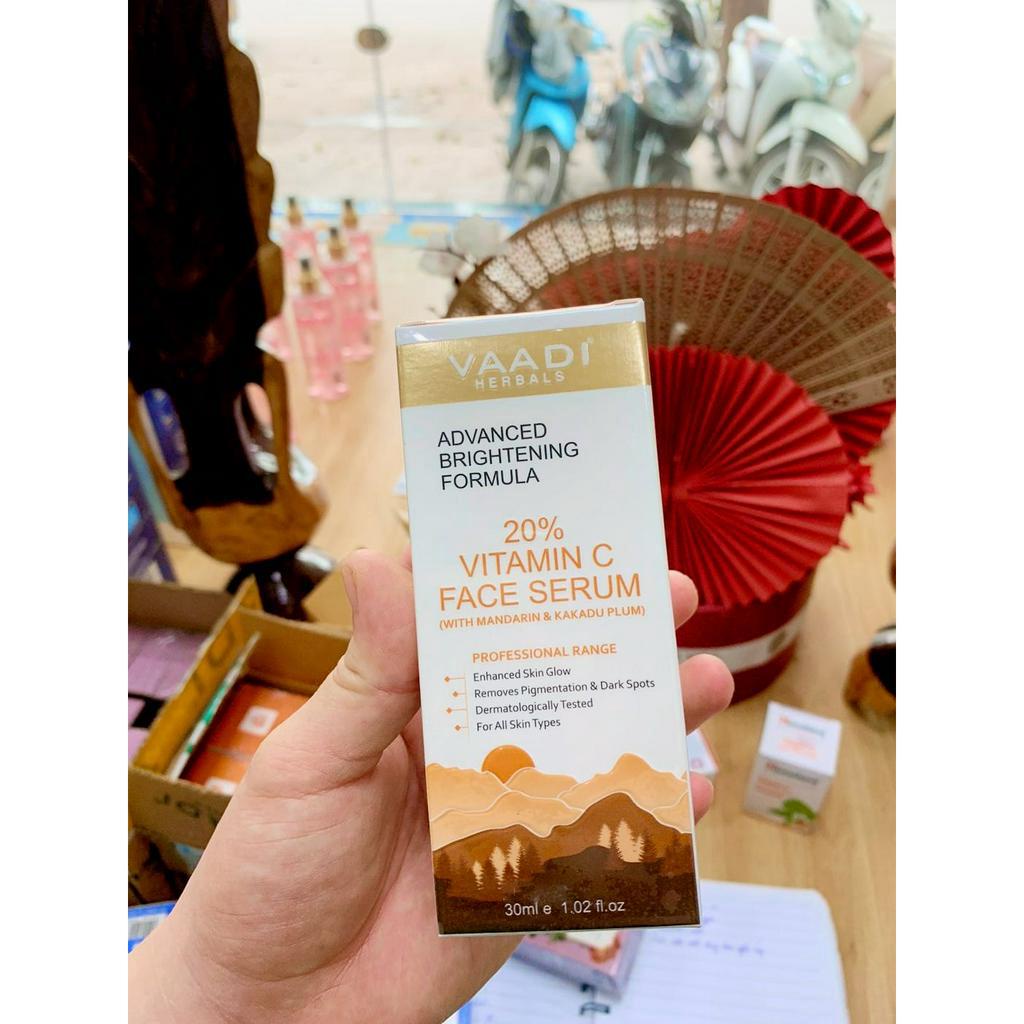 VAADI
HERBALS
ADVANCED
BRIGHTENING
FORMULA
20%
VITAMIN C
FACE SERUM
(WITH MANDARIN & KAKADU PLUM)
PROFESSIONAL RANGE
Enhanced Skin Glow
Removes Pigmentation & Dark Spots
Dermatologically Tested
For All Skin Types
30ml e 1.02 fl.oz